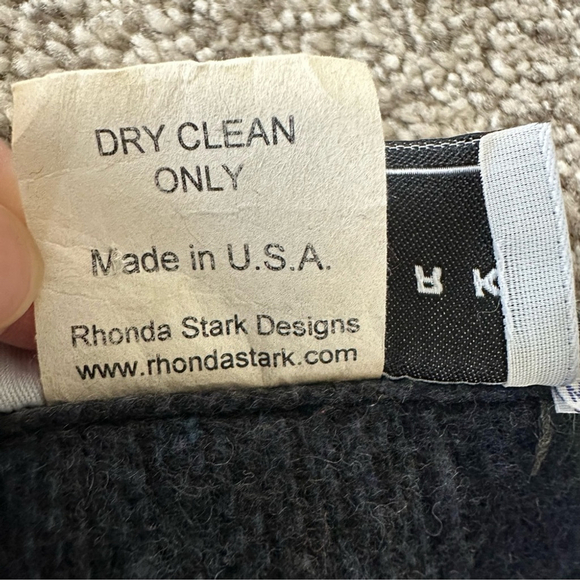 DRY CLEAN
ONLY
Made in U.S.A.
Rhonda Stark Designs
www.rhondastark.com
R K